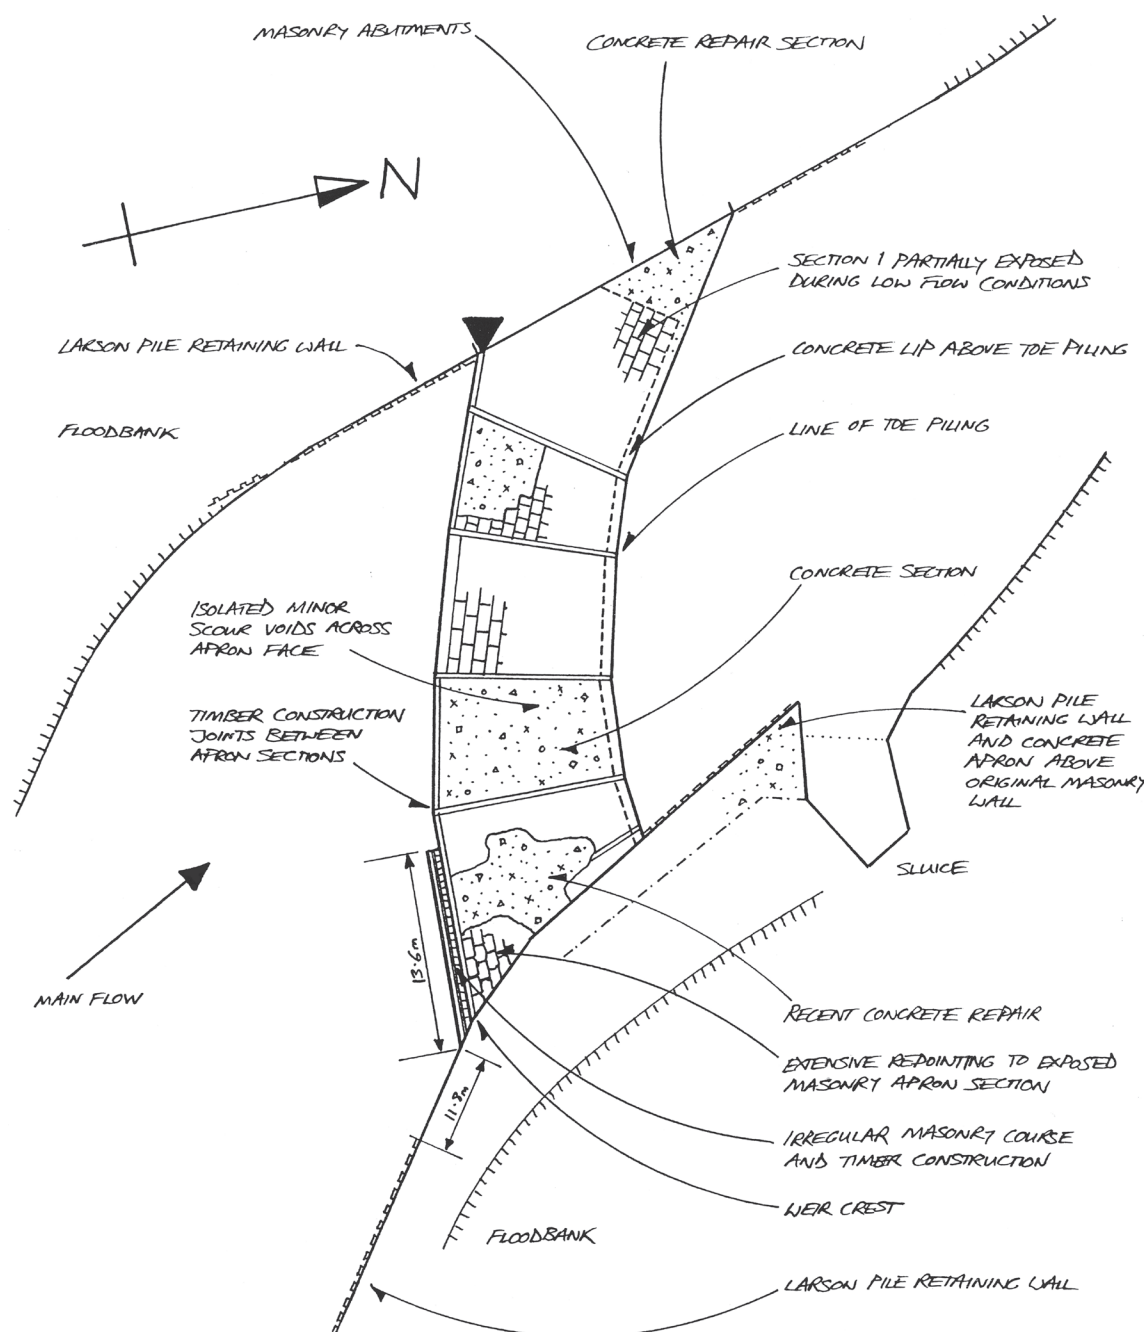 MASONRY ABUTMENTS
CONCRETE REPAIR SECTION
N
SECTION 1 PARTIALLY EXPOSED
DURING LOW FLOW CONDITIONS
LARSON PILE RETAINING WALL
CONCRETE LIP ABOVE TOE PILING
FLOODBANK
LINE OF TOE PILING
CONCRETE SECTION
ISOLATED MINOR
SCOUR VOIDS ACROSS
APRON FACE
LARSON PILE
RETAINING WALL
AND CONCRETE
APRON ABOVE
ORIGINAL MASONRY
WALL
TIMBER CONSTRUCTION
JOINTS BETWEEN
APRON SECTIONS
SLUICE
13.6m
MAIN FLOW
RECENT CONCRETE REPAIR
EXTENSIVE REPOINTING TO EXPOSED
MASONRY APRON SECTION
11.8m
IRREGULAR MASONRY COURSE
AND TIMBER CONSTRUCTION
WEIR CREST
FLOODBANK
LARSON PILE RETAINING WALL